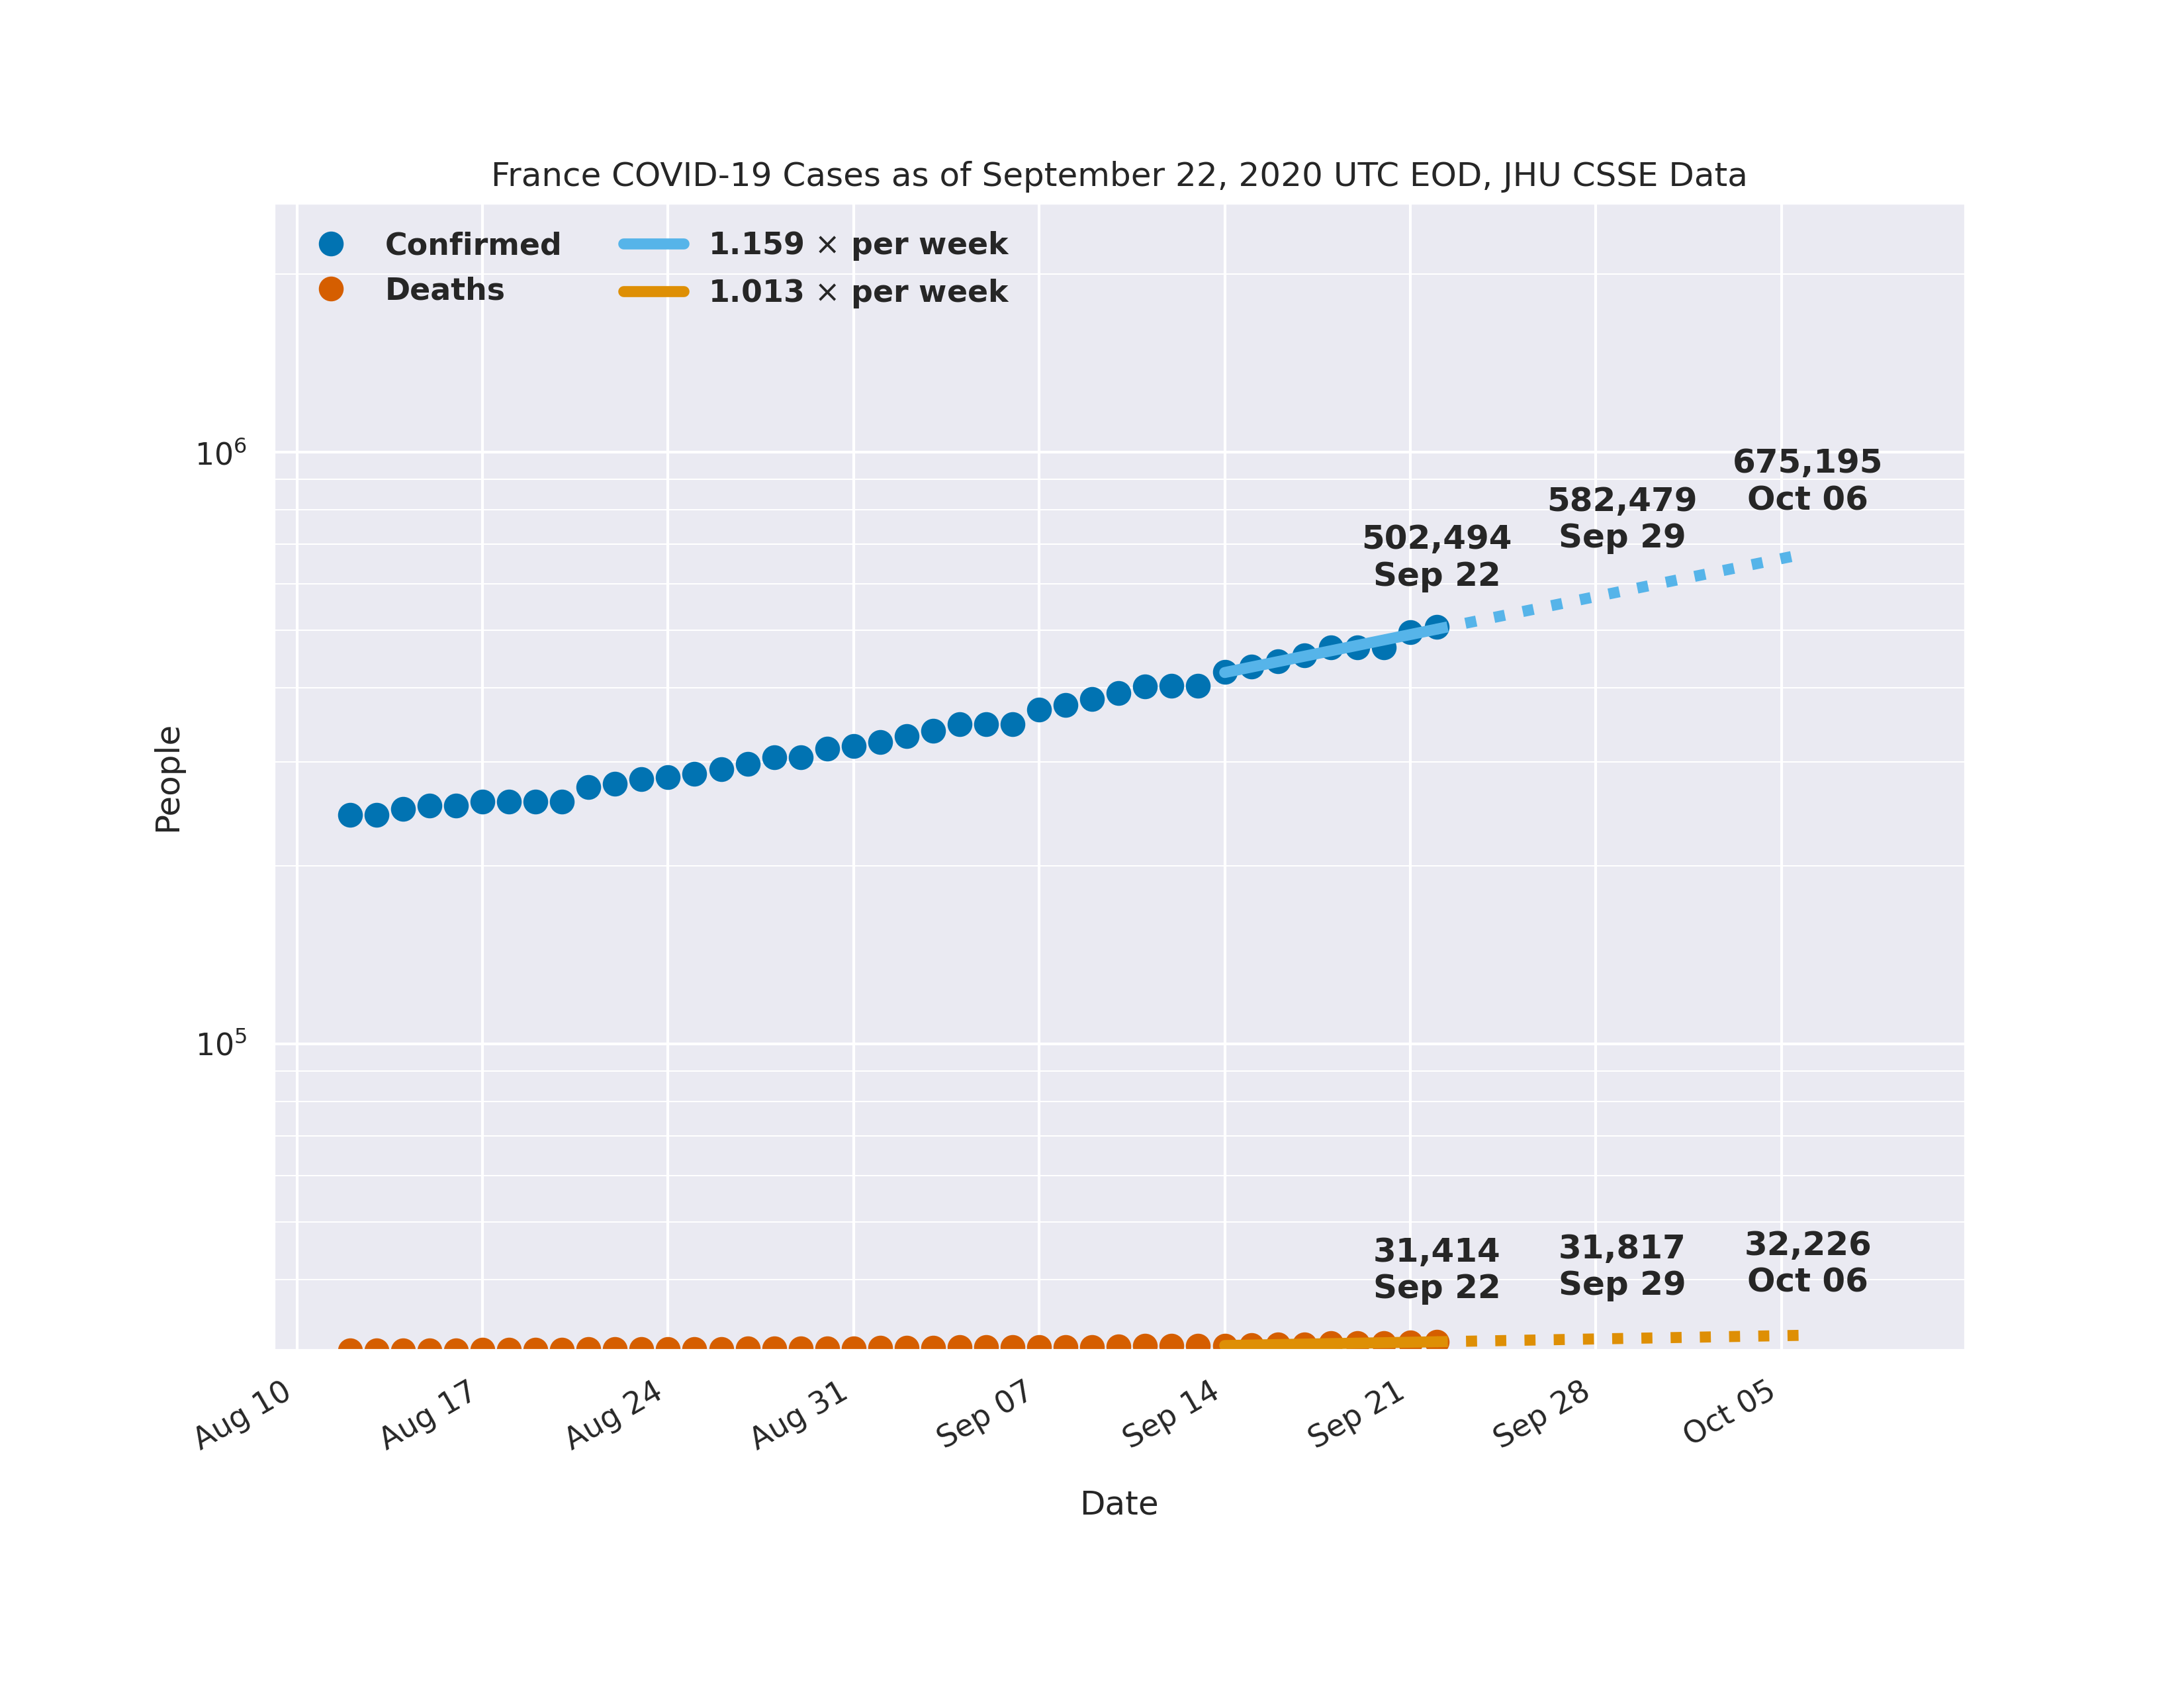 France COVID-19 Cases as of September 22, 2020 UTC EOD, JHU CSSE Data
Confirmed
Deaths
1.159 × per week
1.013 × per week
People
10⁶
10⁵
675,195
Oct 06
582,479
Sep 29
502,494
Sep 22
31,414
Sep 22
31,817
Sep 29
32,226
Oct 06
Aug 10
Aug 17
Aug 24
Aug 31
Sep 07
Sep 14
Sep 21
Sep 28
Oct 05
Date